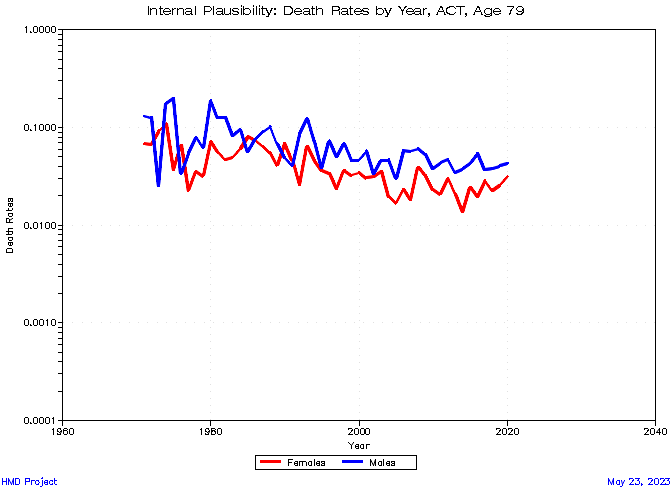 Internal Plausibility: Death Rates by Year, ACT, Age 79
1.0000
0.1000
0.0100
0.0010
0.0001
Death Rates
1960 1980 2000 2020 2040
Year
Females Males
HMD Project May 23, 2023